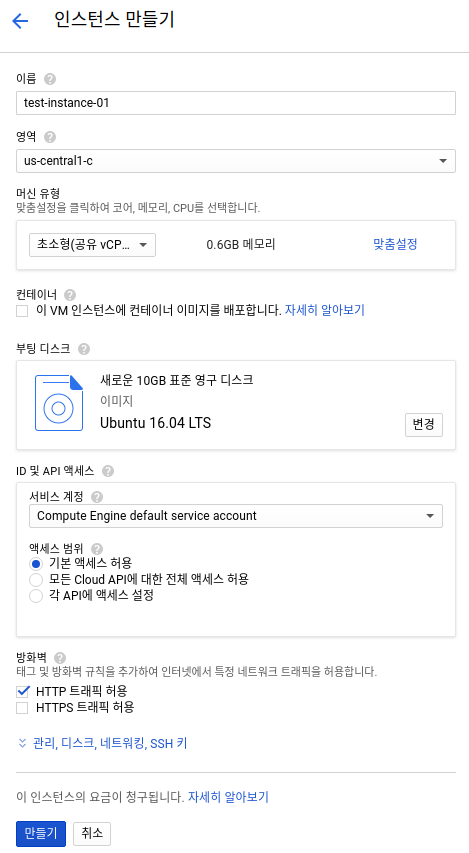 인스턴스 만들기
이름
test-instance-01
영역
us-central1-c
머신 유형
맞춤설정을 클릭하여 코어, 메모리, CPU를 선택합니다.
초소형(공유 vCP... 0.6GB 메모리 맞춤설정
컨테이너
이 VM 인스턴스에 컨테이너 이미지를 배포합니다. 자세히 알아보기
부팅 디스크
새로운 10GB 표준 영구 디스크
이미지
Ubuntu 16.04 LTS
변경
ID 및 API 액세스
서비스 계정
Compute Engine default service account
액세스 범위
기본 액세스 허용
모든 Cloud API에 대한 전체 액세스 허용
각 API에 액세스 설정
방화벽
태그 및 방화벽 규칙을 추가하여 인터넷에서 특정 네트워크 트래픽을 허용합니다.
HTTP 트래픽 허용
HTTPS 트래픽 허용
관리, 디스크, 네트워킹, SSH 키
이 인스턴스의 요금이 청구됩니다. 자세히 알아보기
만들기 취소